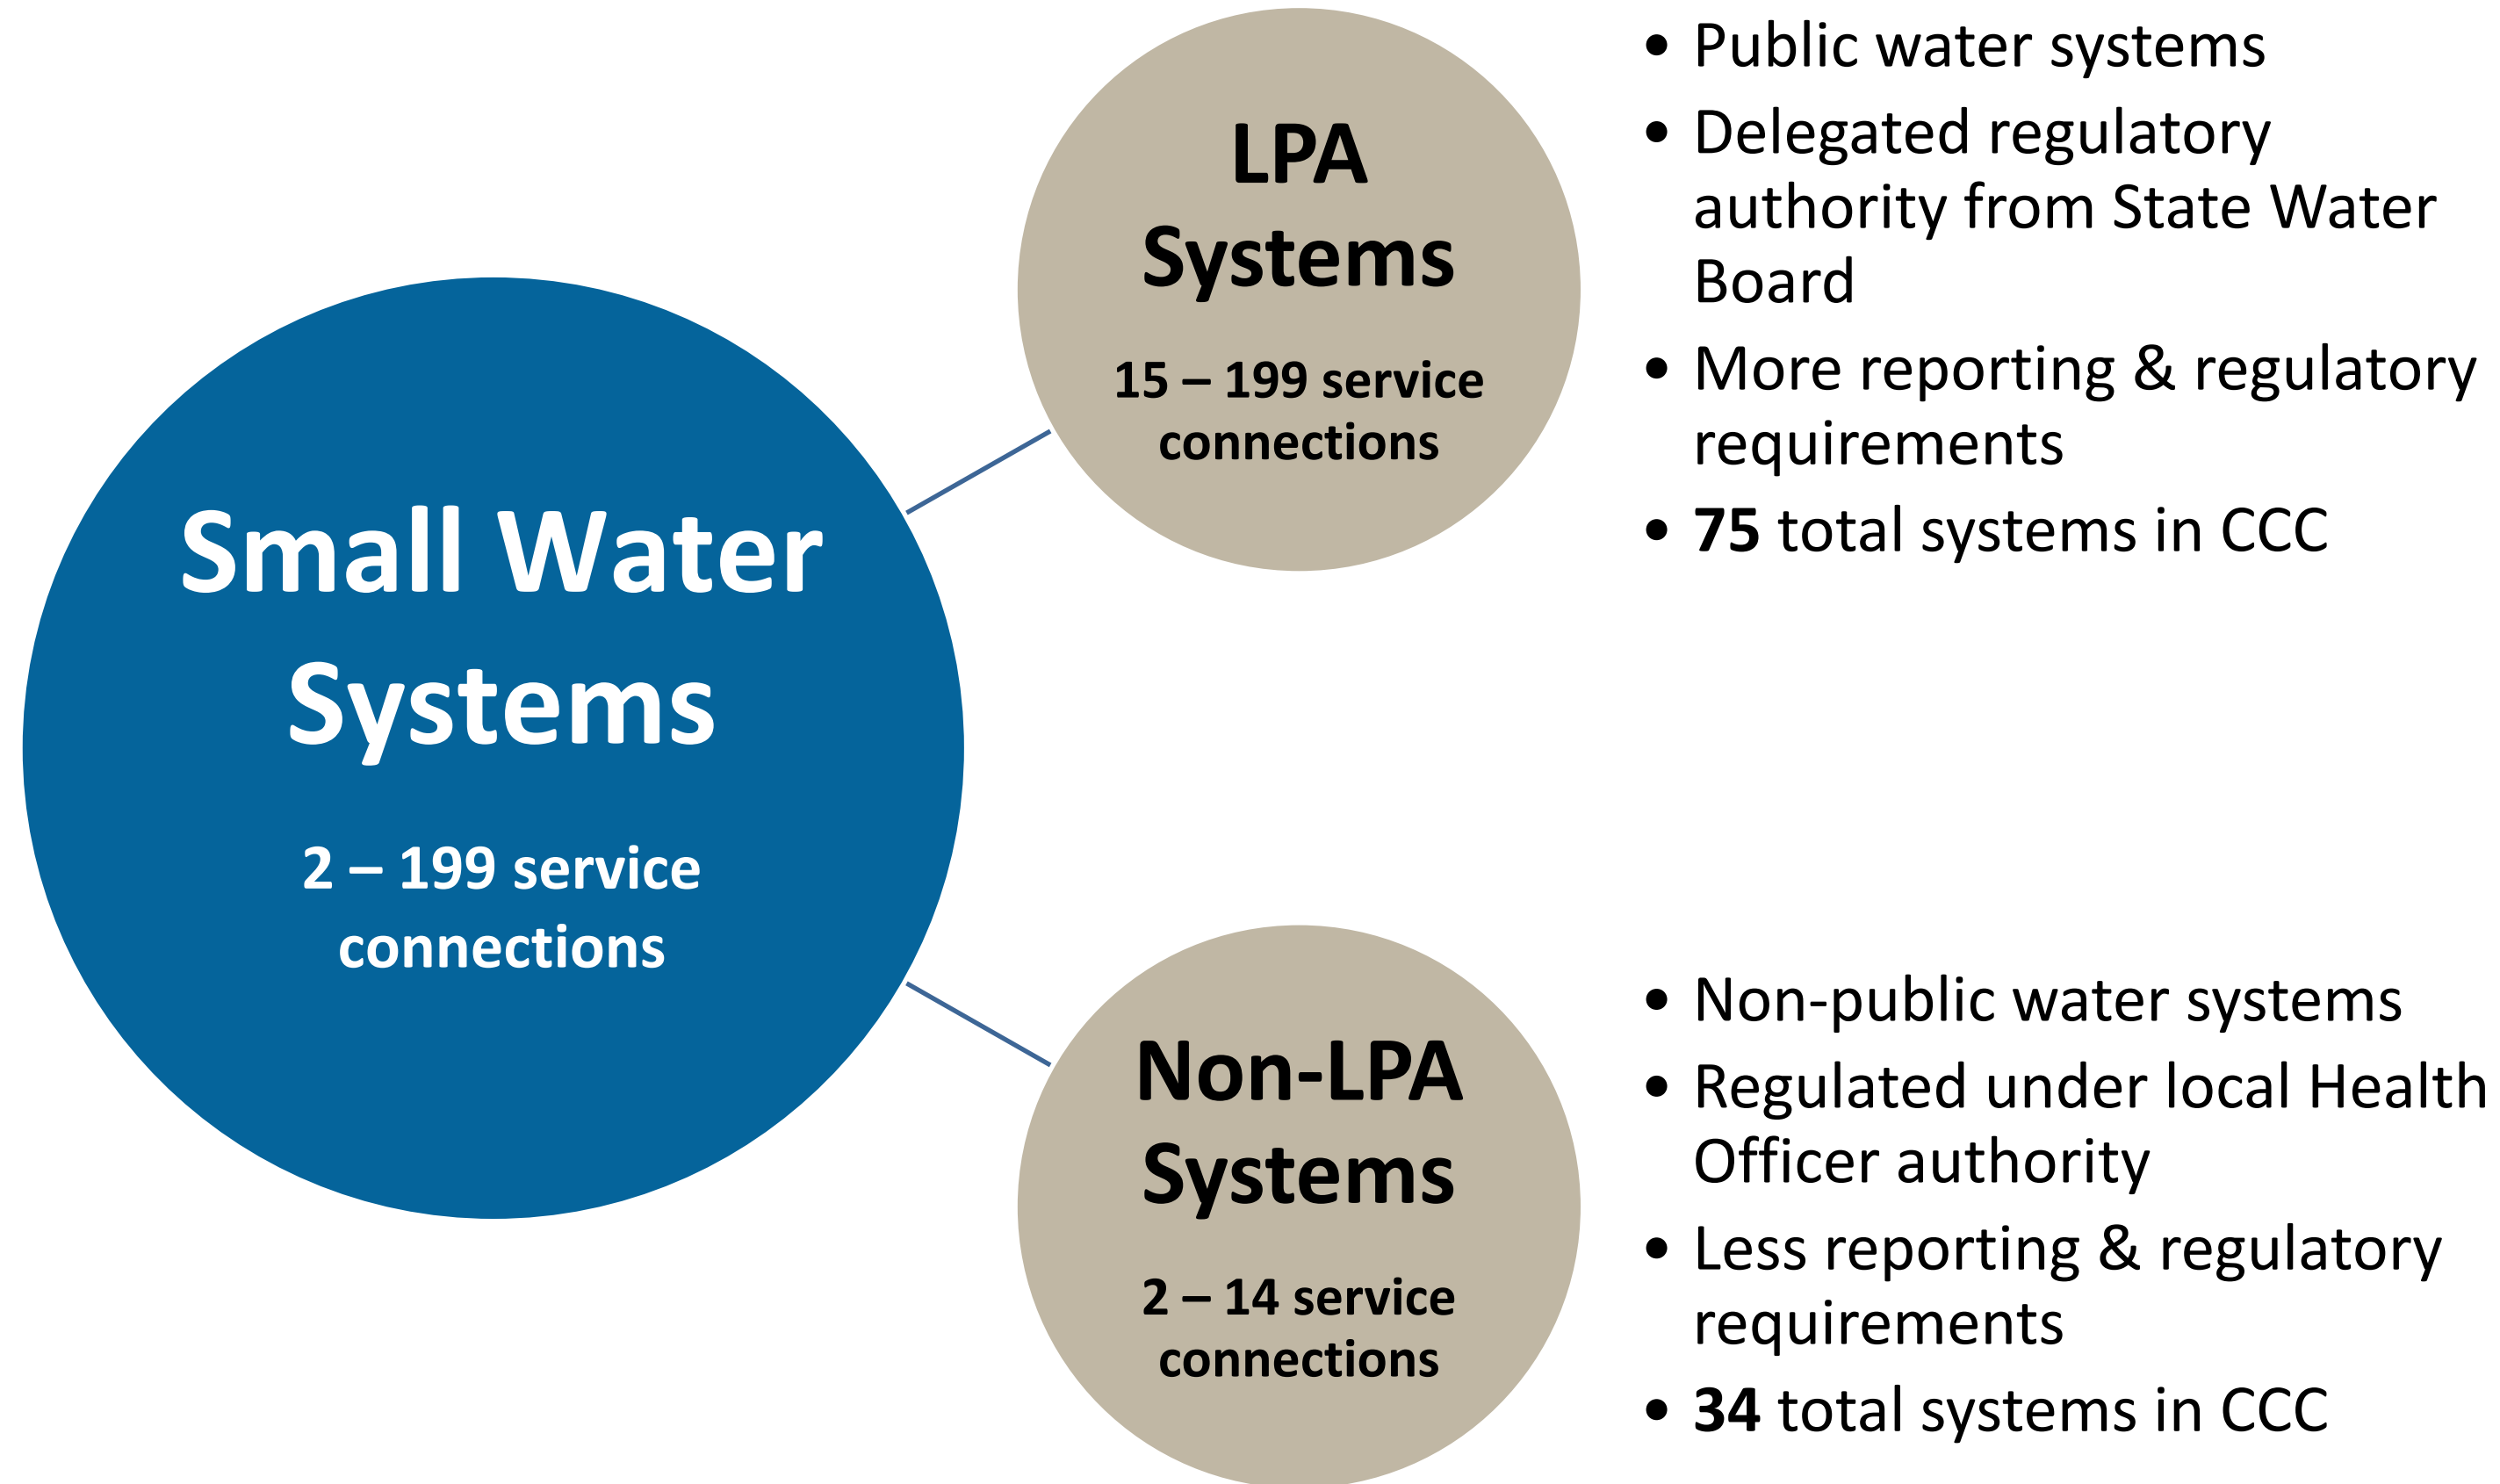 Small Water
Systems
2 – 199 service
connections
LPA
Systems
15 – 199 service
connections
• Public water systems
• Delegated regulatory
authority from State Water
Board
• More reporting & regulatory
requirements
• 75 total systems in CCC
Non-LPA
Systems
2 – 14 service
connections
• Non-public water systems
• Regulated under local Health
Officer authority
• Less reporting & regulatory
requirements
• 34 total systems in CCC